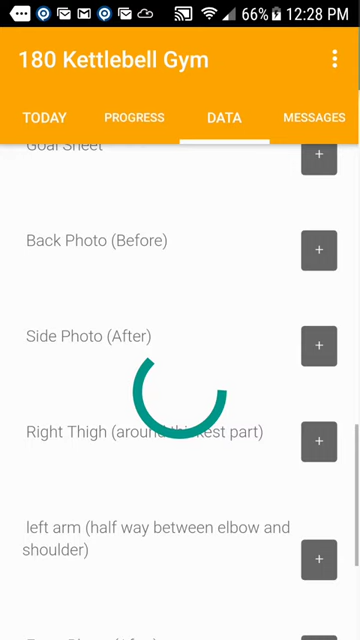 66% 12:28 PM
180 Kettlebell Gym
TODAY PROGRESS DATA MESSAGES
Goal Sheet
+
Back Photo (Before)
+
Side Photo (After)
+
Right Thigh (around thickest part)
+
left arm (half way between elbow and
shoulder)
+